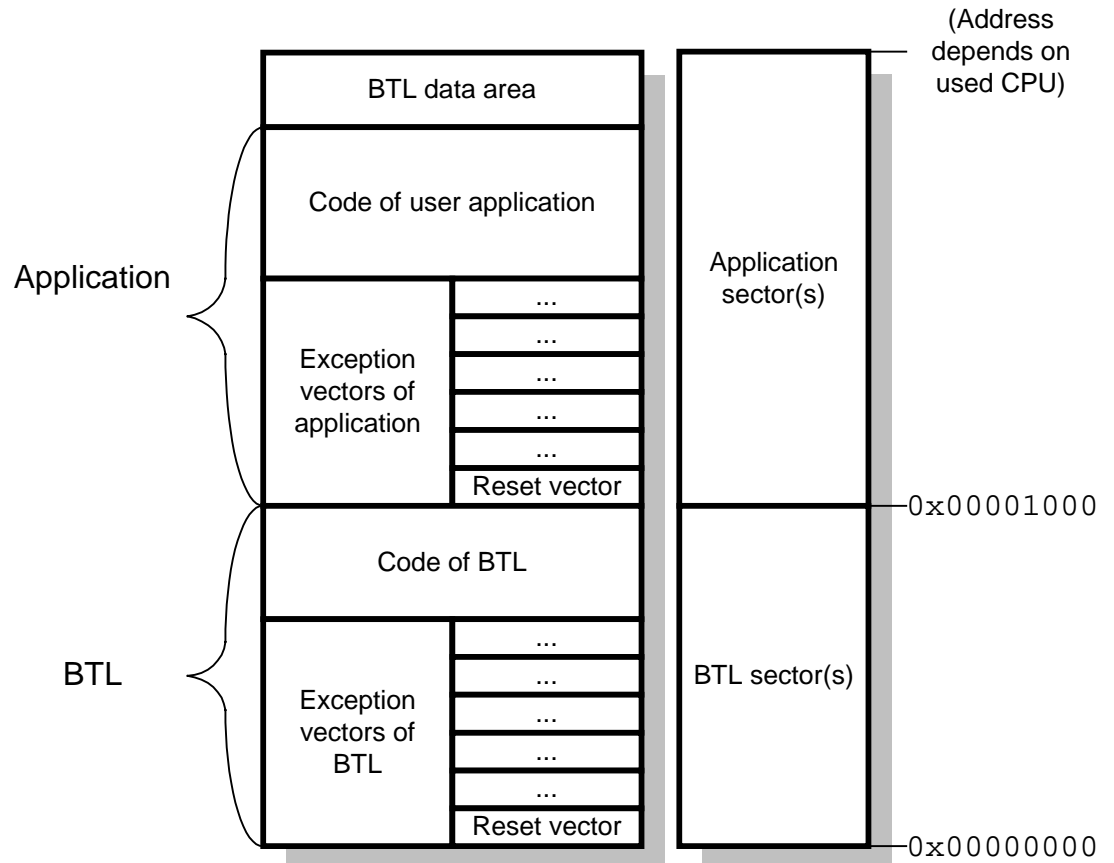 (Address
depends on
used CPU)
BTL data area
Code of user application
Application
Application
sector(s)
Exception
vectors of
application
...
...
...
...
...
Reset vector
0x00001000
Code of BTL
BTL
BTL sector(s)
Exception
vectors of
BTL
...
...
...
...
...
Reset vector
0x00000000